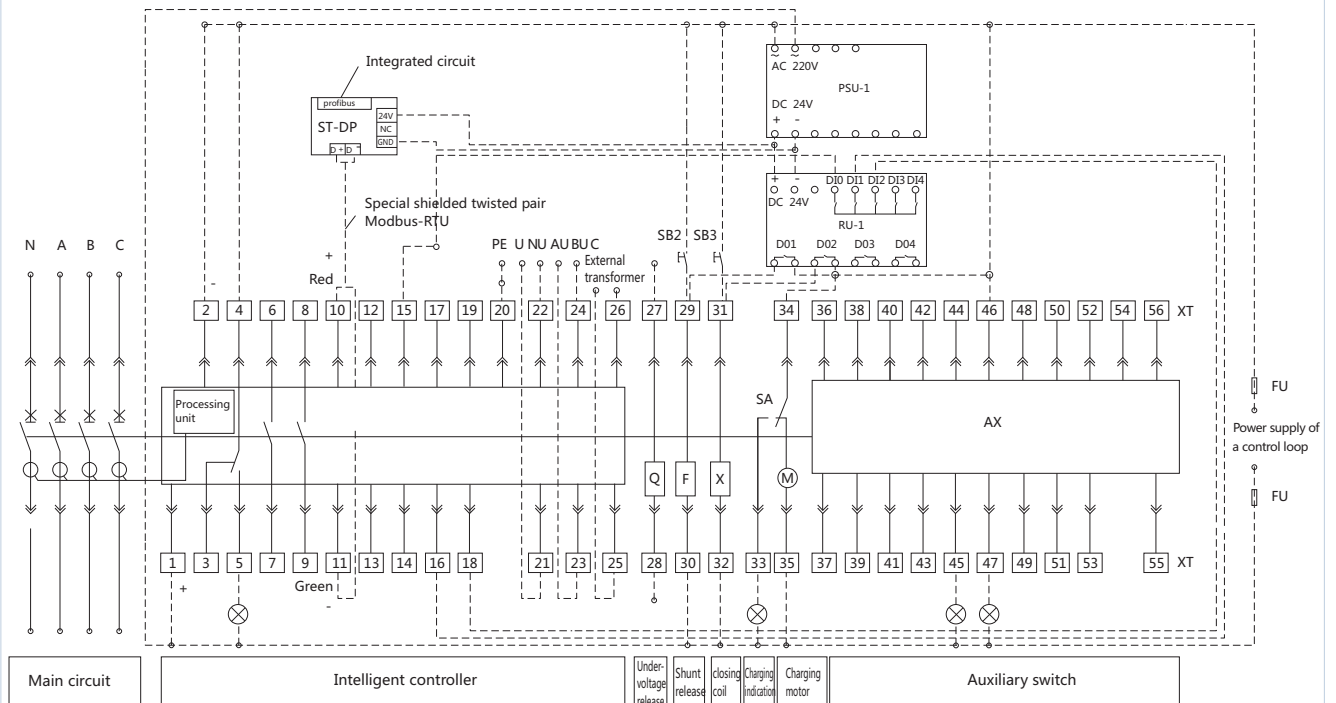 Integrated circuit
profibus
ST-DP
24V
NC
GND
D + D -
AC 220V
PSU-1
DC 24V
+ -
+ - DI0 DI1 DI2 DI3 DI4
DC 24V
RU-1
D01 D02 D03 D04
Special shielded twisted pair
Modbus-RTU
SB2 SB3
N A B C
PE U N U A U B U C
External
transformer
+
Red
-
2 4 6 8 10 12 15 17 19 20 22 24 26 27 29 31 34 36 38 40 42 44 46 48 50 52 54 56 XT
Processing
unit
SA
AX
FU
Power supply of
a control loop
FU
Q F X M
1 3 5 7 9 11 13 14 16 18 21 23 25 28 30 32 33 35 37 39 41 43 45 47 49 51 53 55 XT
+
Green
-
Main circuit
Intelligent controller
Under-
voltage
release
Shunt
release
closing
coil
Charging
indication
Charging
motor
Auxiliary switch